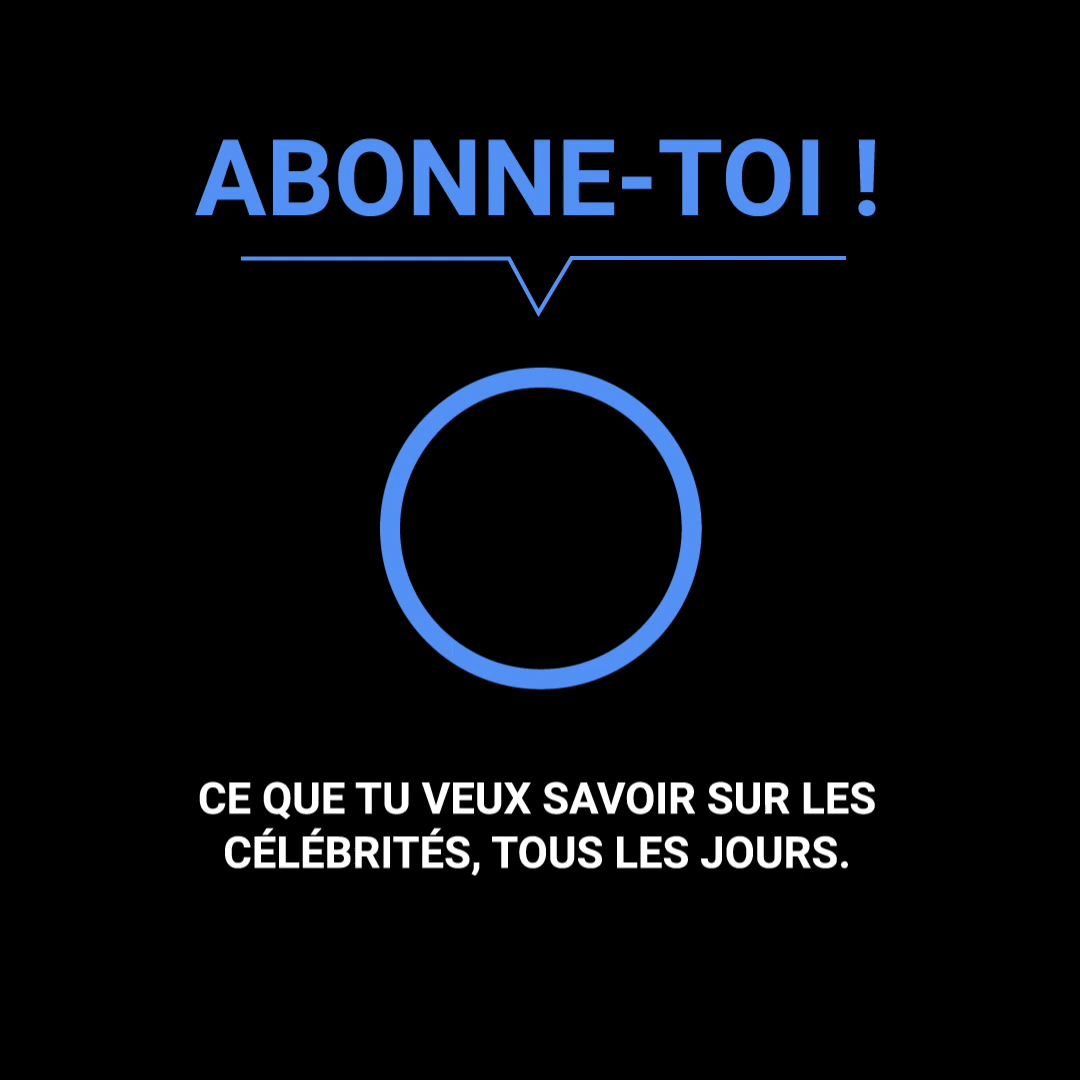 ABONNE-TOI !
CE QUE TU VEUX SAVOIR SUR LES
CÉLÉBRITÉS, TOUS LES JOURS.